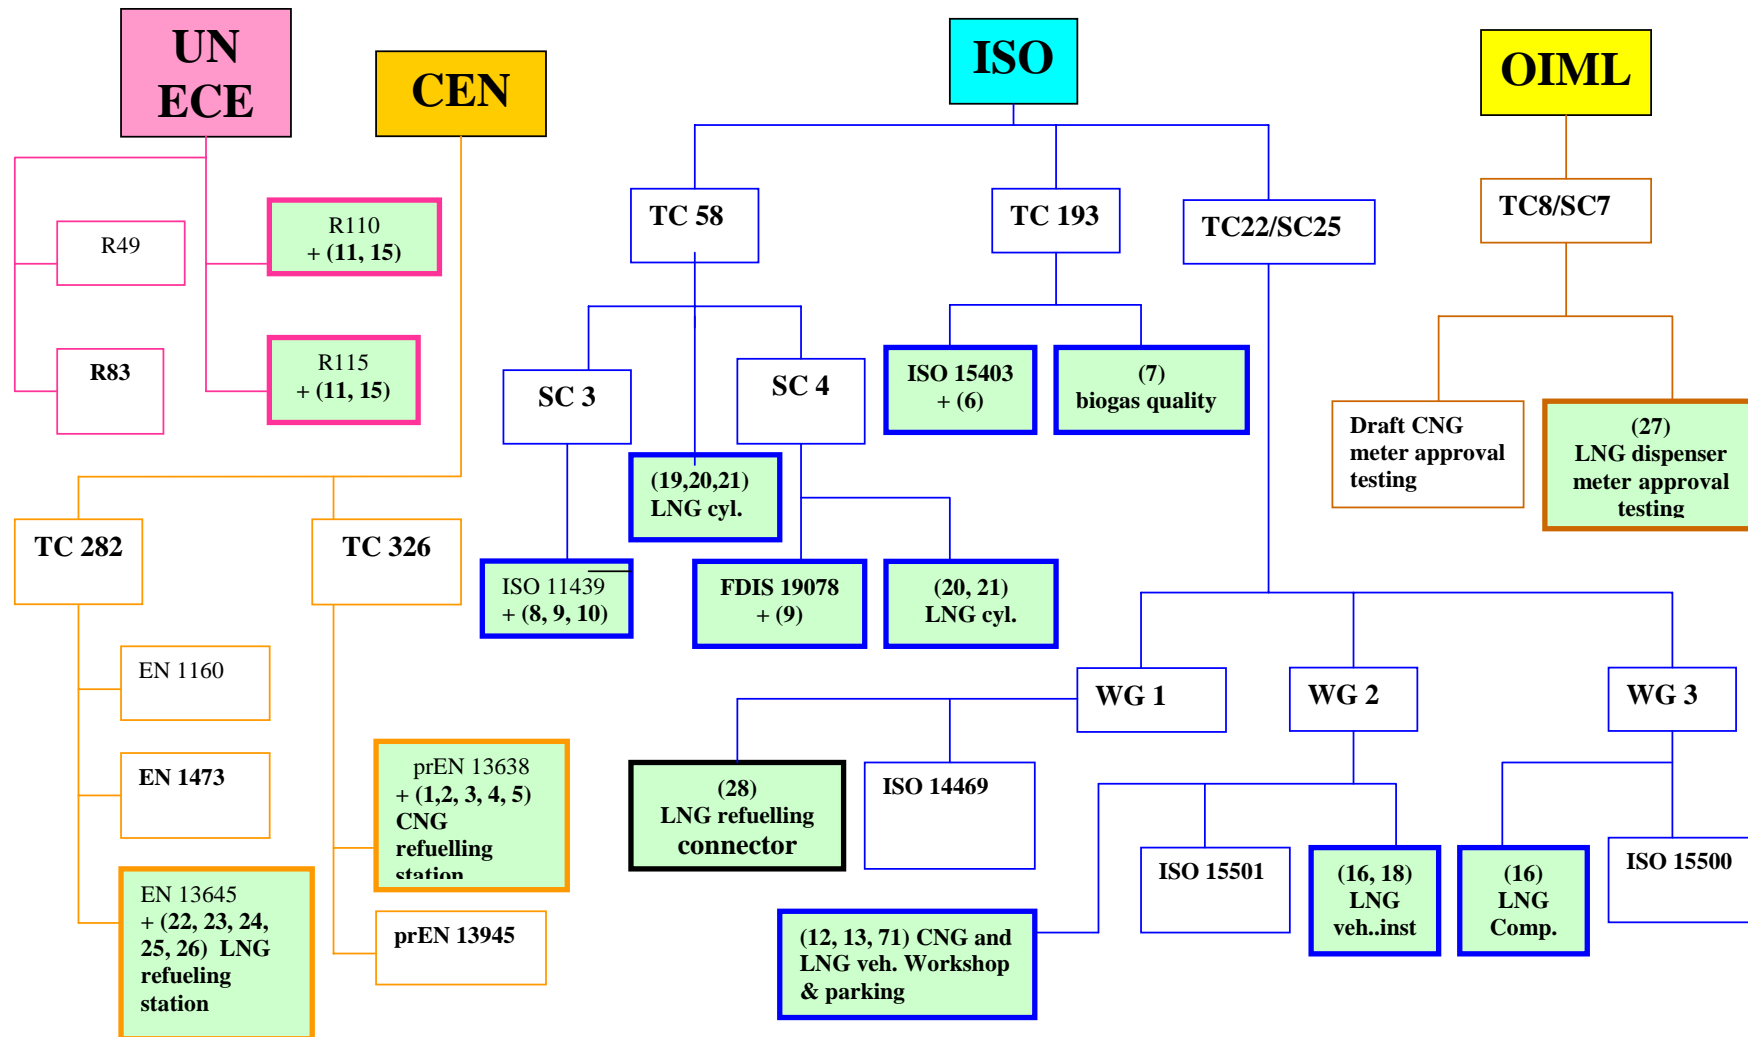 UN
ECE
CEN
ISO
OIML
R49
R110
+ (11, 15)
R83
R115
+ (11, 15)
TC 58
TC 193
TC22/SC25
TC8/SC7
SC 3
SC 4
ISO 15403
+ (6)
(7)
biogas quality
Draft CNG
meter approval
testing
(27)
LNG dispenser
meter approval
testing
(19,20,21)
LNG cyl.
TC 282
TC 326
ISO 11439
+ (8, 9, 10)
FDIS 19078
+ (9)
(20, 21)
LNG cyl.
EN 1160
EN 1473
EN 13645
+ (22, 23, 24,
25, 26) LNG
refueling
station
prEN 13638
+ (1,2, 3, 4, 5)
CNG
refuelling
station
prEN 13945
WG 1
WG 2
WG 3
(28)
LNG refuelling
connector
ISO 14469
ISO 15501
(16, 18)
LNG
veh..inst
(16)
LNG
Comp.
ISO 15500
(12, 13, 71) CNG and
LNG veh. Workshop
& parking